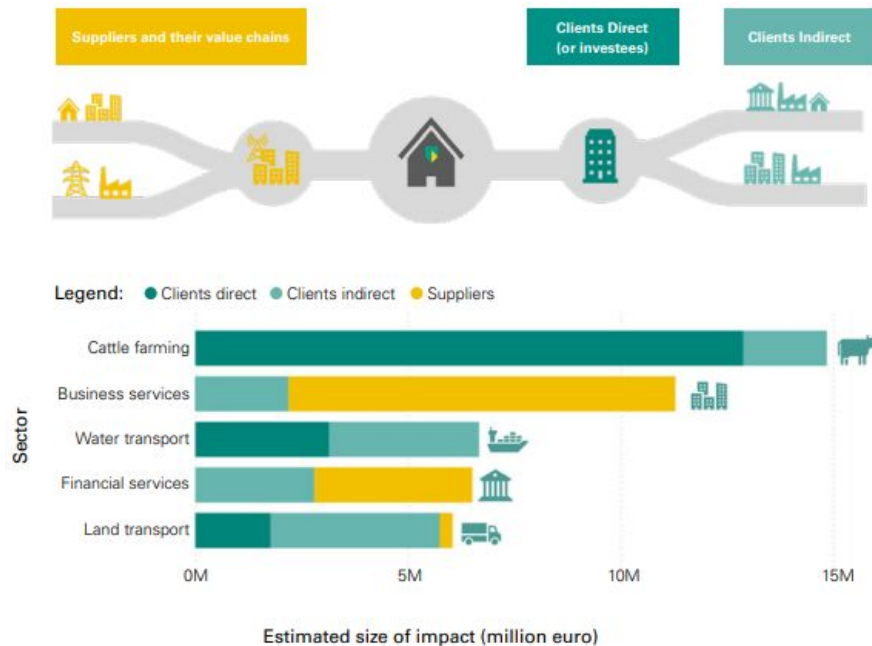 Suppliers and their value chains
Clients Direct
(or investees)
Clients Indirect
Legend: Clients direct Clients indirect Suppliers
Sector
Cattle farming
Business services
Water transport
Financial services
Land transport
0M 5M 10M 15M
Estimated size of impact (million euro)